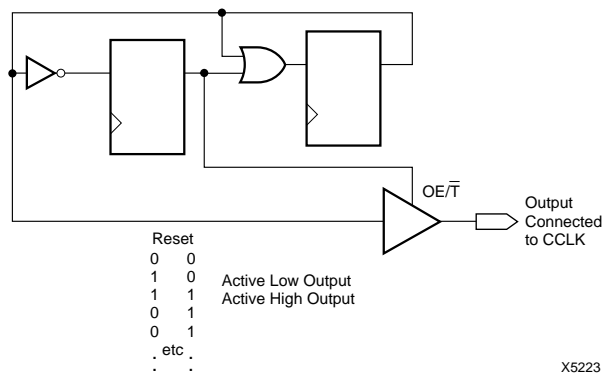 OE/T̅
Output
Connected
to CCLK
Reset
0 0
1 0
1 1
0 1
0 1
. etc .
. .
Active Low Output
Active High Output
X5223